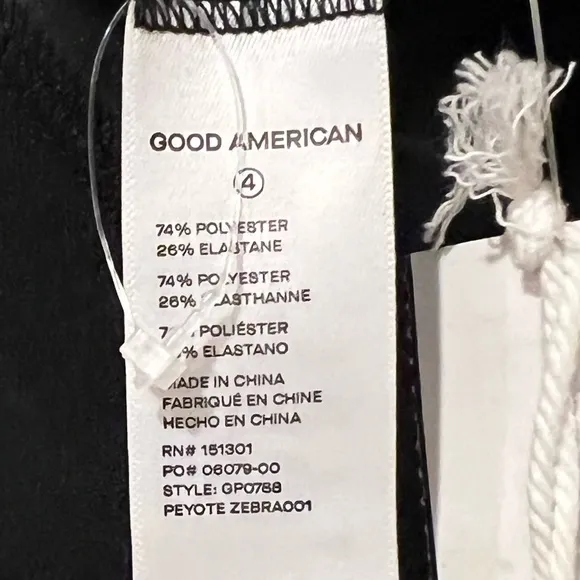 GOOD AMERICAN
4
74% POLYESTER
26% ELASTANE
74% POLYESTER
26% ELASTHANNE
POLIÉSTER
ELASTANO
MADE IN CHINA
FABRIQUÉ EN CHINE
HECHO EN CHINA
RN# 151301
PO# 06079-00
STYLE: GP0788
PEYOTE ZEBRA001